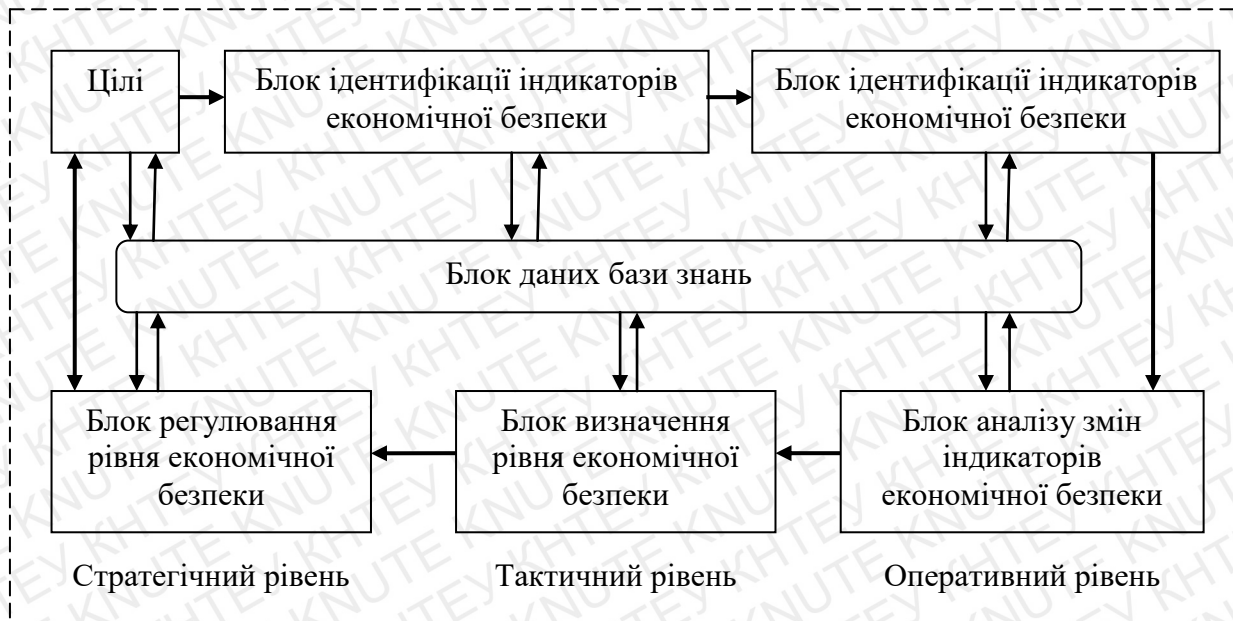 Цілі
Блок ідентифікації індикаторів
економічної безпеки
Блок ідентифікації індикаторів
економічної безпеки
Блок даних бази знань
Блок регулювання
рівня економічної
безпеки
Блок визначення
рівня економічної
безпеки
Блок аналізу змін
індикаторів
економічної безпеки
Стратегічний рівень
Тактичний рівень
Оперативний рівень